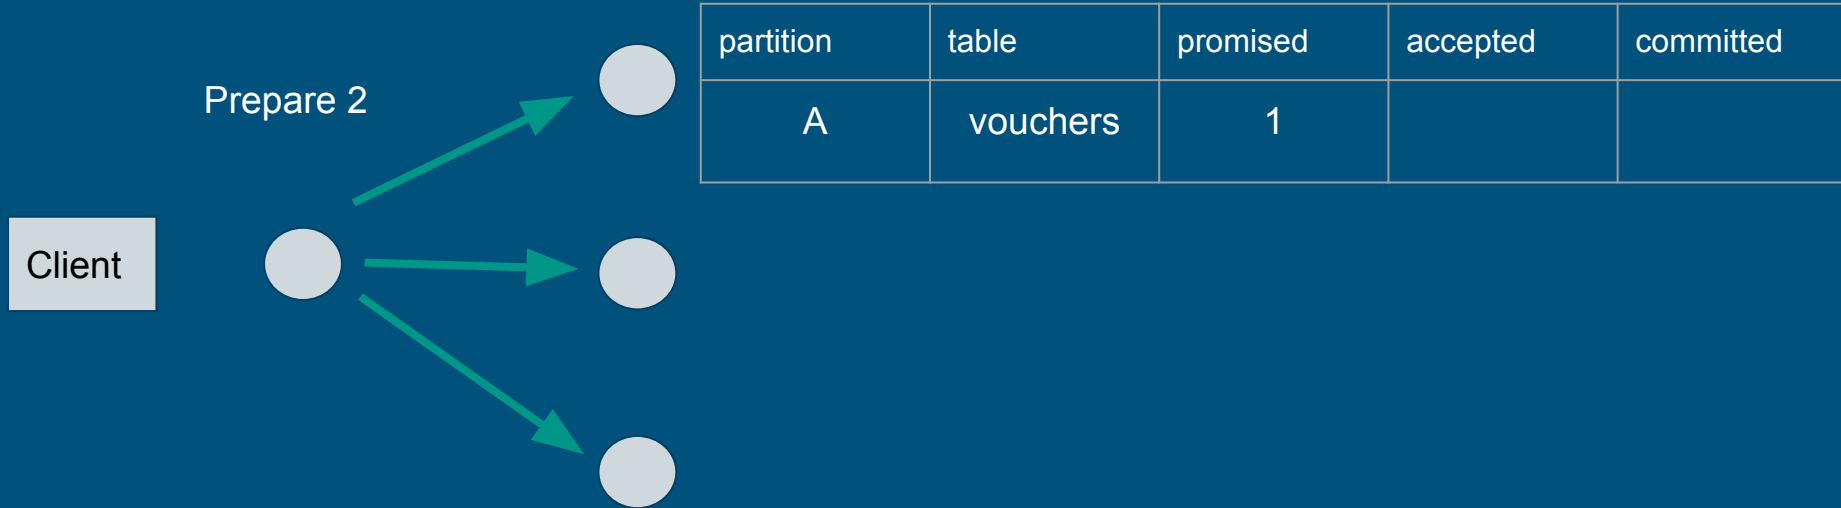 partition table promised accepted committed
A vouchers 1
Prepare 2
Client